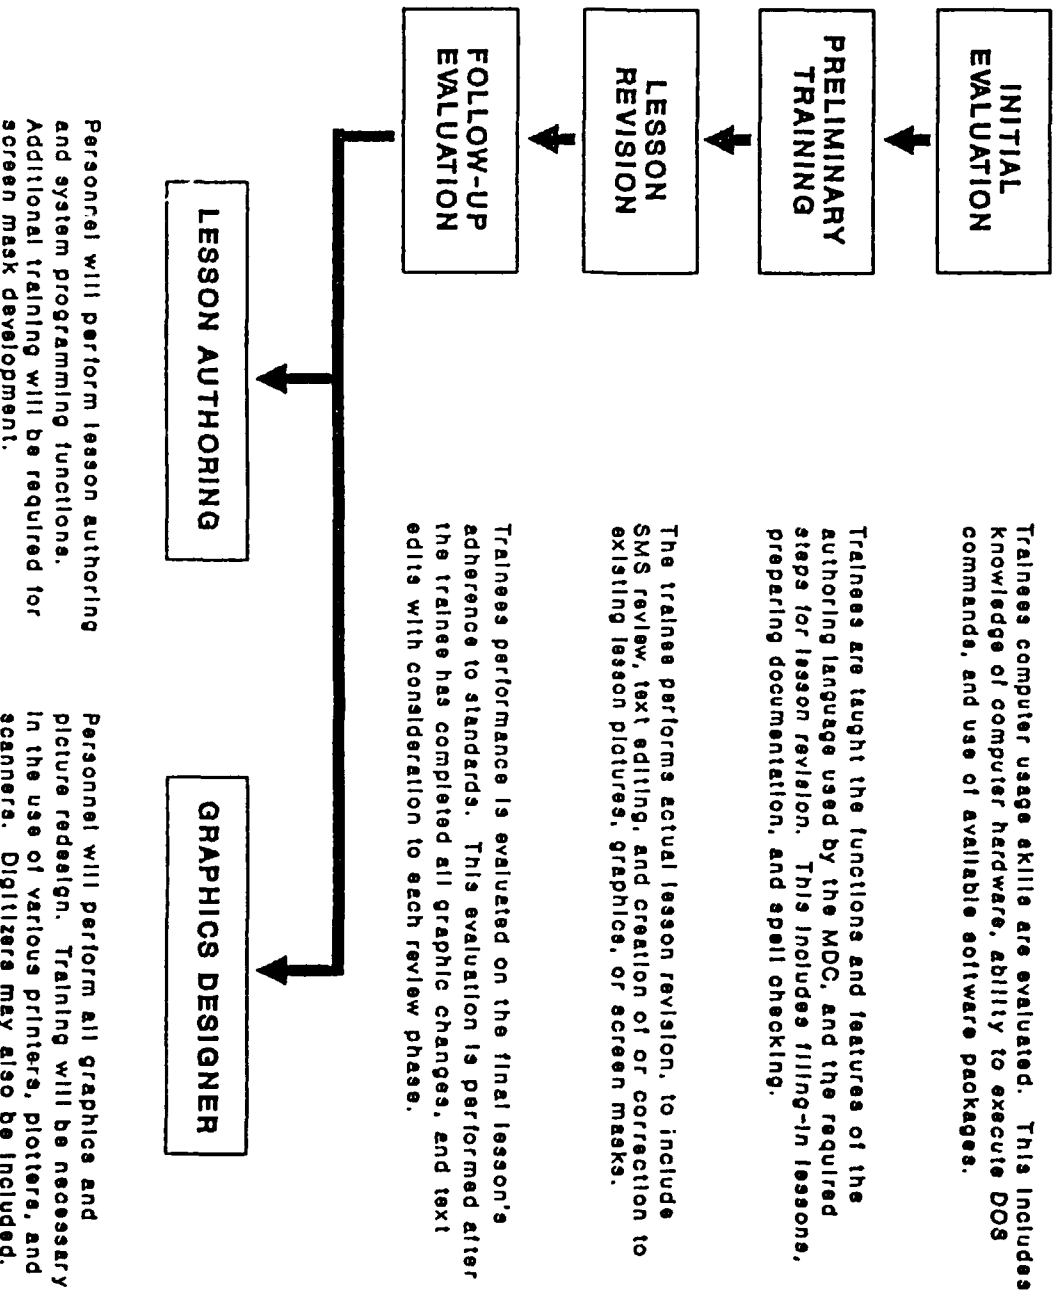 INITIAL
EVALUATION
Trainees computer usage skills are evaluated. This includes
knowledge of computer hardware, ability to execute DOS
commands, and use of available software packages.
PRELIMINARY
TRAINING
Trainees are taught the functions and features of the
authoring language used by the MDC, and the required
steps for lesson revision. This includes filing-in lessons,
preparing documentation, and spell checking.
LESSON
REVISION
The trainee performs actual lesson revision, to include
SMS review, text editing, and creation of or correction to
existing lesson pictures, graphics, or screen masks.
FOLLOW-UP
EVALUATION
Trainees performance is evaluated on the final lesson's
adherence to standards. This evaluation is performed after
the trainee has completed all graphic changes, and text
edits with consideration to each review phase.
LESSON AUTHORING
Personnel will perform lesson authoring
and system programming functions.
Additional training will be required for
screen mask development.
GRAPHICS DESIGNER
Personnel will perform all graphics and
picture redesign. Training will be necessary
in the use of various printers, plotters, and
scanners. Digitizers may also be included.